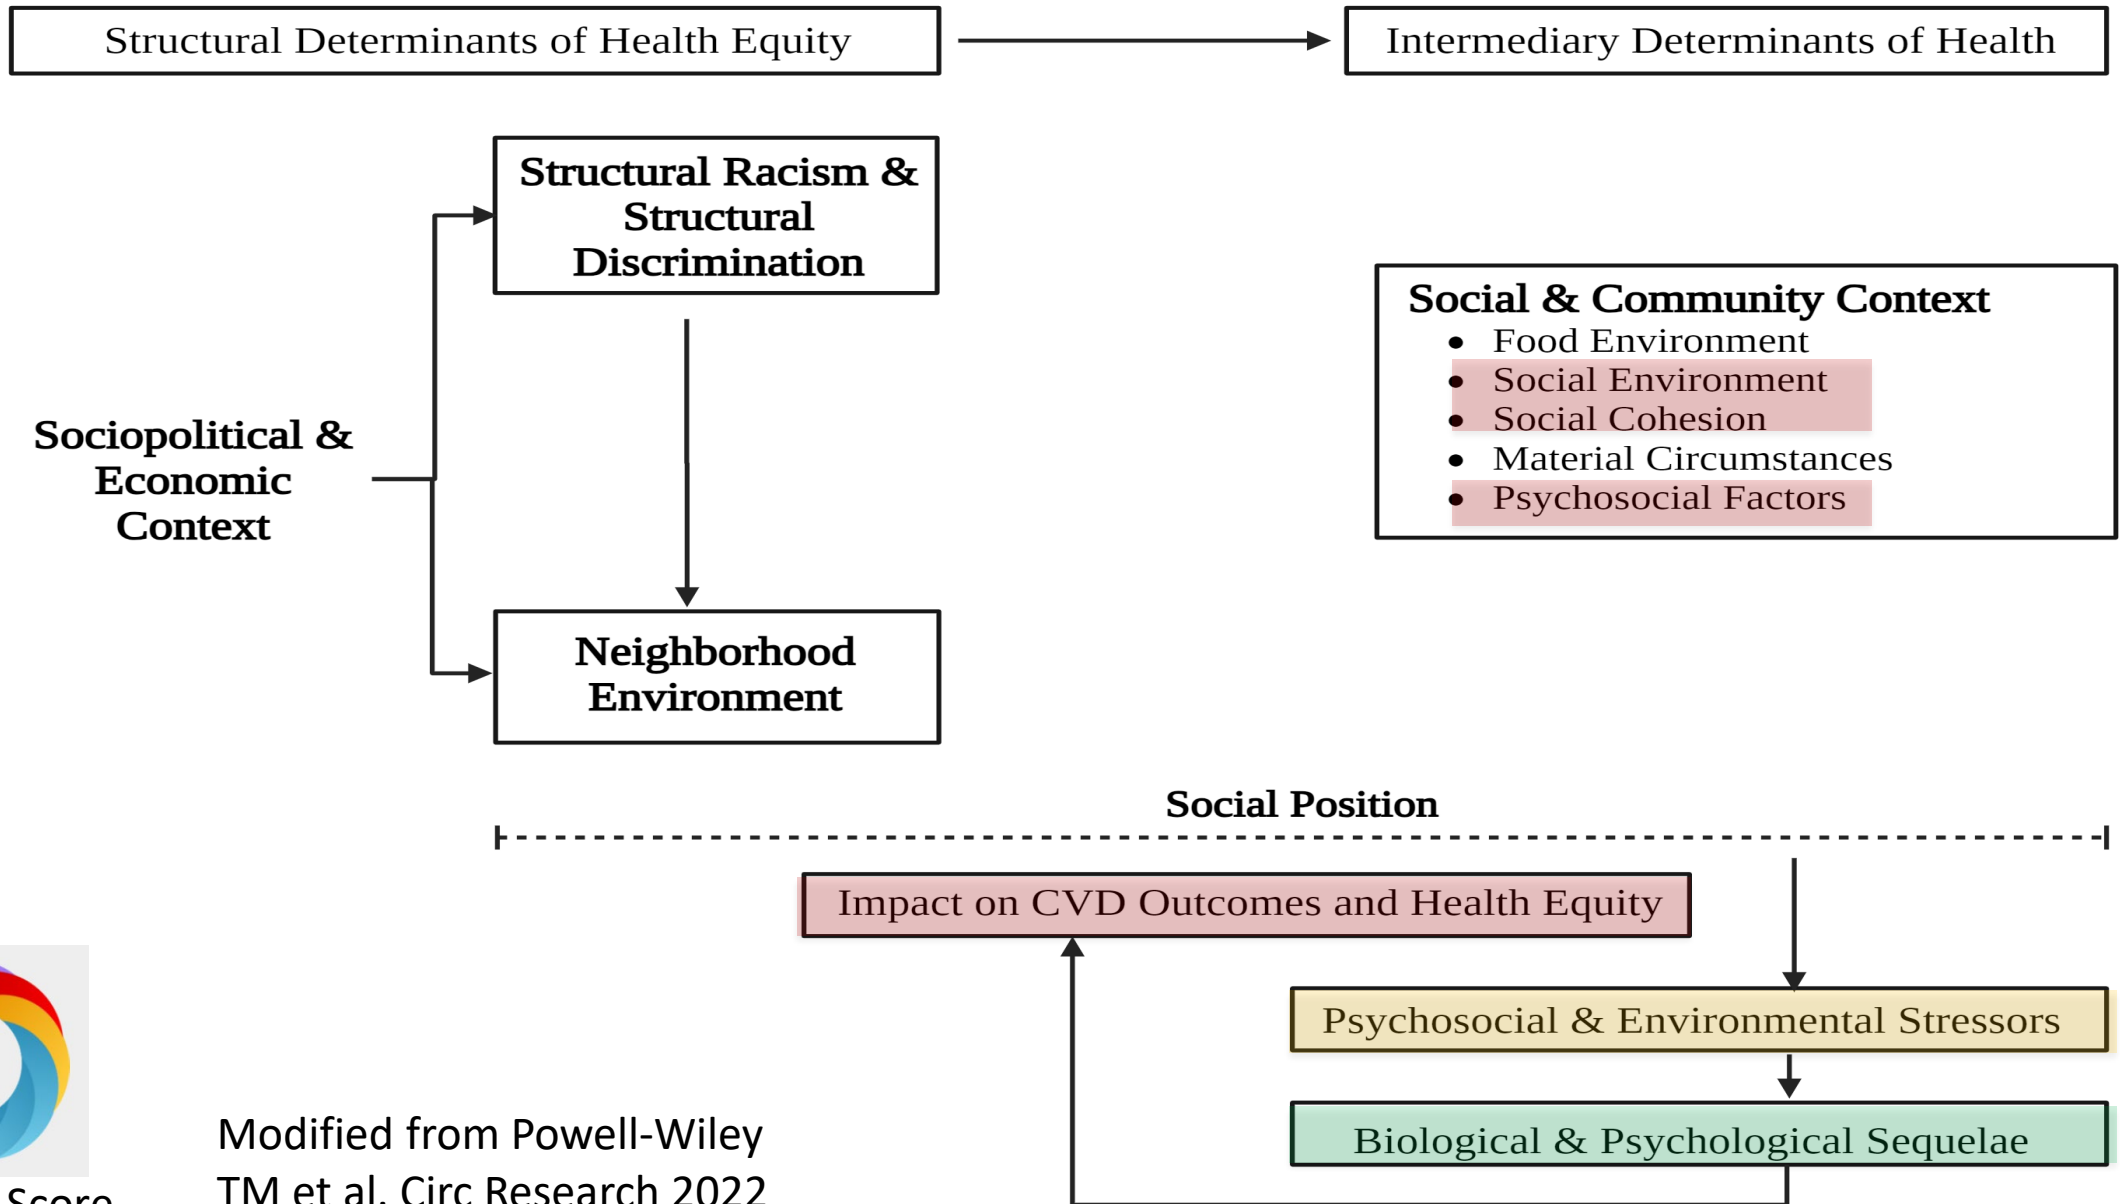 Structural Determinants of Health Equity
Intermediary Determinants of Health
Structural Racism &
Structural
Discrimination
Social & Community Context
• Food Environment
• Social Environment
• Social Cohesion
• Material Circumstances
• Psychosocial Factors
Sociopolitical &
Economic
Context
Neighborhood
Environment
Social Position
Impact on CVD Outcomes and Health Equity
Psychosocial & Environmental Stressors
Biological & Psychological Sequelae
Modified from Powell-Wiley
TM et al. Circ Research 2022
Score